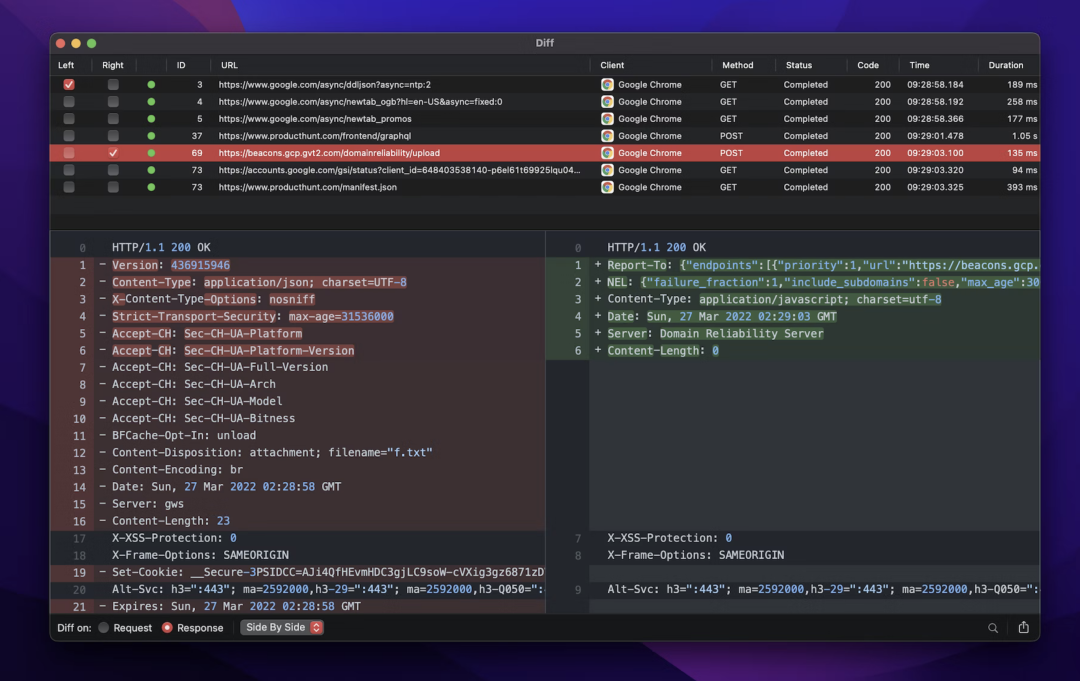 Diff
Left Right ID URL Client Method Status Code Time Duration
3 https://www.google.com/async/ddljson?async=ntp:2 Google Chrome GET Completed 200 09:28:58.184 189 ms
4 https://www.google.com/async/newtab_ogb?hl=en-US&async=fixed:0 Google Chrome GET Completed 200 09:28:58.192 258 ms
5 https://www.google.com/async/newtab_promos Google Chrome GET Completed 200 09:28:58.366 177 ms
37 https://www.producthunt.com/frontend/graphql Google Chrome POST Completed 200 09:29:01.478 1.05 s
69 https://beacons.gcp.gvt2.com/domainreliability/upload Google Chrome POST Completed 200 09:29:03.100 135 ms
73 https://accounts.google.com/gsi/status?client_id=648403538140-p6el61t69925lqu04... Google Chrome GET Completed 200 09:29:03.320 94 ms
73 https://www.producthunt.com/manifest.json Google Chrome GET Completed 200 09:29:03.325 393 ms
0 HTTP/1.1 200 OK
1 - Version: 436915946
2 - Content-Type: application/json; charset=UTF-8
3 - X-Content-Type-Options: nosniff
4 - Strict-Transport-Security: max-age=31536000
5 - Accept-CH: Sec-CH-UA-Platform
6 - Accept-CH: Sec-CH-UA-Platform-Version
7 - Accept-CH: Sec-CH-UA-Full-Version
8 - Accept-CH: Sec-CH-UA-Arch
9 - Accept-CH: Sec-CH-UA-Model
10 - Accept-CH: Sec-CH-UA-Bitness
11 - BFCache-Opt-In: unload
12 - Content-Disposition: attachment; filename="f.txt"
13 - Content-Encoding: br
14 - Date: Sun, 27 Mar 2022 02:28:58 GMT
15 - Server: gws
16 - Content-Length: 23
17 X-XSS-Protection: 0
18 X-Frame-Options: SAMEORIGIN
19 - Set-Cookie: __Secure-3PSIDCC=AJi4QfHEvmHDC3gjLC9soW-cVXig3gz6871zD
20 Alt-Svc: h3=":443"; ma=2592000,h3-29=":443"; ma=2592000,h3-Q050=":
21 - Expires: Sun, 27 Mar 2022 02:28:58 GMT
0 HTTP/1.1 200 OK
1 + Report-To: {"endpoints":[{"priority":1,"url":"https://beacons.gcp.
2 + NEL: {"failure_fraction":1,"include_subdomains":false,"max_age":30
3 + Content-Type: application/javascript; charset=utf-8
4 + Date: Sun, 27 Mar 2022 02:29:03 GMT
5 + Server: Domain Reliability Server
6 + Content-Length: 0
7 X-XSS-Protection: 0
8 X-Frame-Options: SAMEORIGIN
9 Alt-Svc: h3=":443"; ma=2592000,h3-29=":443"; ma=2592000,h3-Q050=":
Diff on: Request Response Side By Side